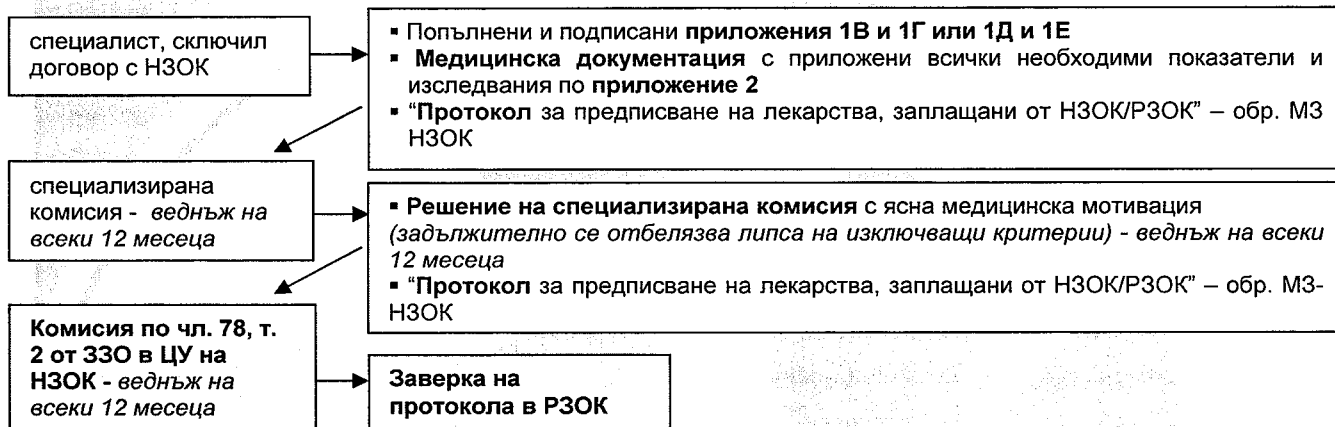 специалист, сключил
договор с НЗОК
▪ Попълнени и подписани приложения 1В и 1Г или 1Д и 1Е
▪ Медицинска документация с приложени всички необходими показатели и
изследвания по приложение 2
▪ “Протокол за предписване на лекарства, заплащани от НЗОК/РЗОК” – обр. МЗ
НЗОК
специализирана
комисия - веднъж на
всеки 12 месеца
▪ Решение на специализирана комисия с ясна медицинска мотивация
(задължително се отбелязва липса на изключващи критерии) - веднъж на всеки
12 месеца
▪ “Протокол за предписване на лекарства, заплащани от НЗОК/РЗОК” – обр. МЗ-
НЗОК
Комисия по чл. 78, т.
2 от ЗЗО в ЦУ на
НЗОК - веднъж на
всеки 12 месеца
Заверка на
протокола в РЗОК